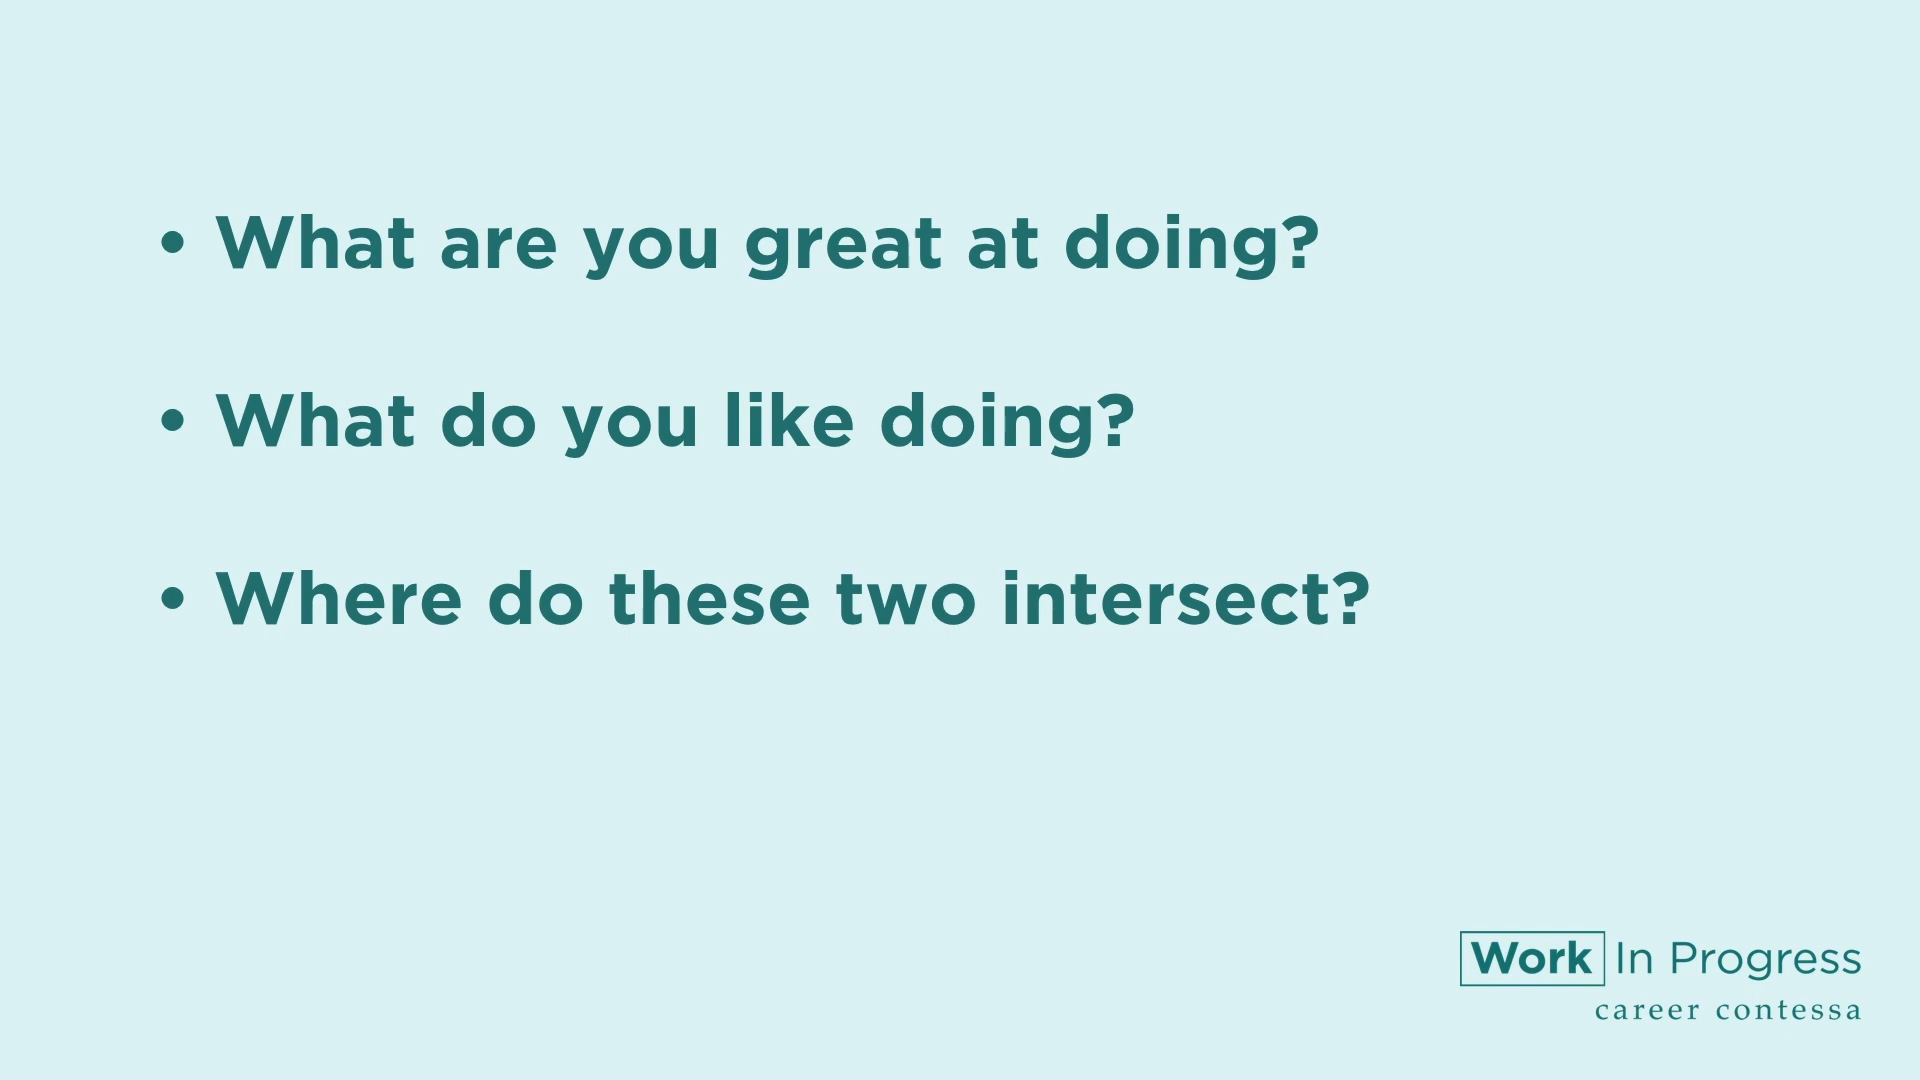 • What are you great at doing?
• What do you like doing?
• Where do these two intersect?
Work In Progress
career contessa